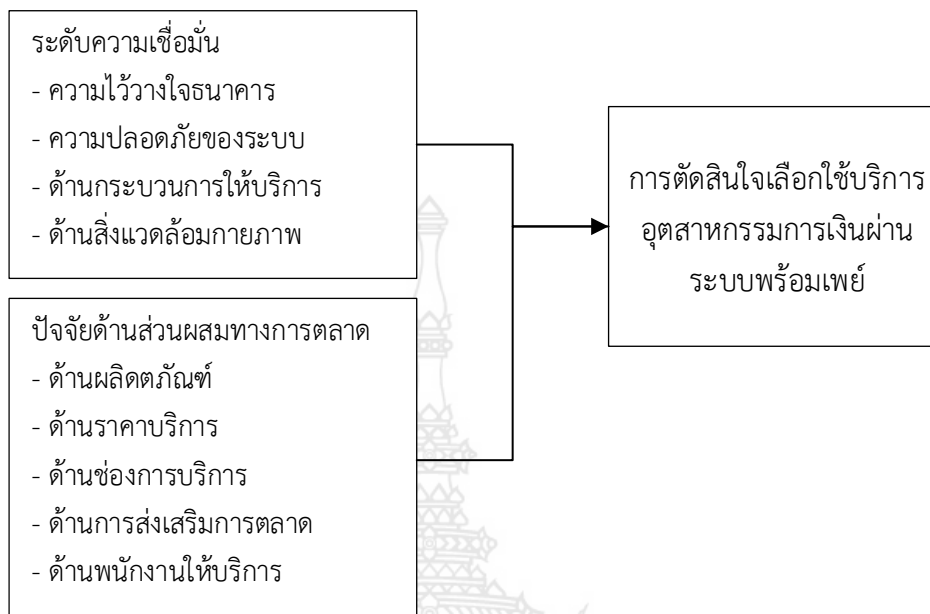 ระดับความเชื่อมั่น
- ความไว้วางใจธนาคาร
- ความปลอดภัยของระบบ
- ด้านกระบวนการให้บริการ
- ด้านสิ่งแวดล้อมกายภาพ
ปัจจัยด้านส่วนผสมทางการตลาด
- ด้านผลิตภัณฑ์
- ด้านราคาบริการ
- ด้านช่องการบริการ
- ด้านการส่งเสริมการตลาด
- ด้านพนักงานให้บริการ
การตัดสินใจเลือกใช้บริการ
อุตสาหกรรมการเงินผ่าน
ระบบพร้อมเพย์